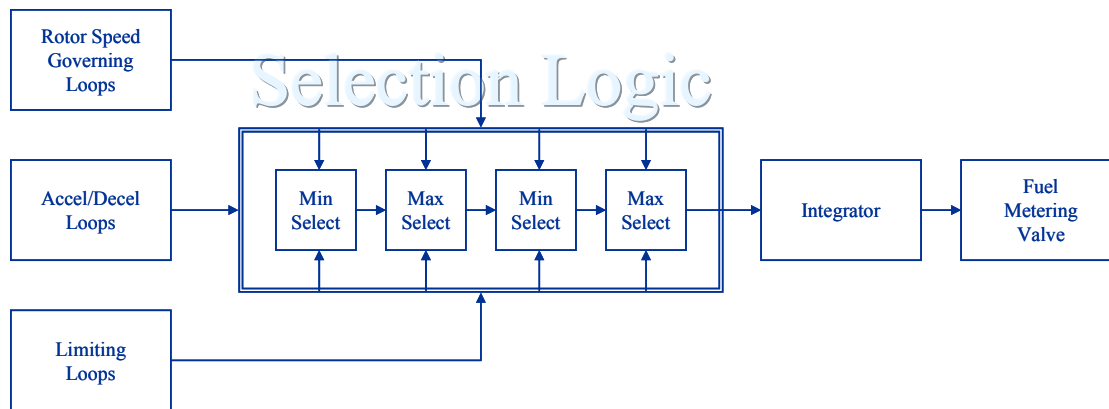 Rotor Speed
Governing
Loops
Selection Logic
Accel/Decel
Loops
Min
Select
Max
Select
Min
Select
Max
Select
Integrator
Fuel
Metering
Valve
Limiting
Loops